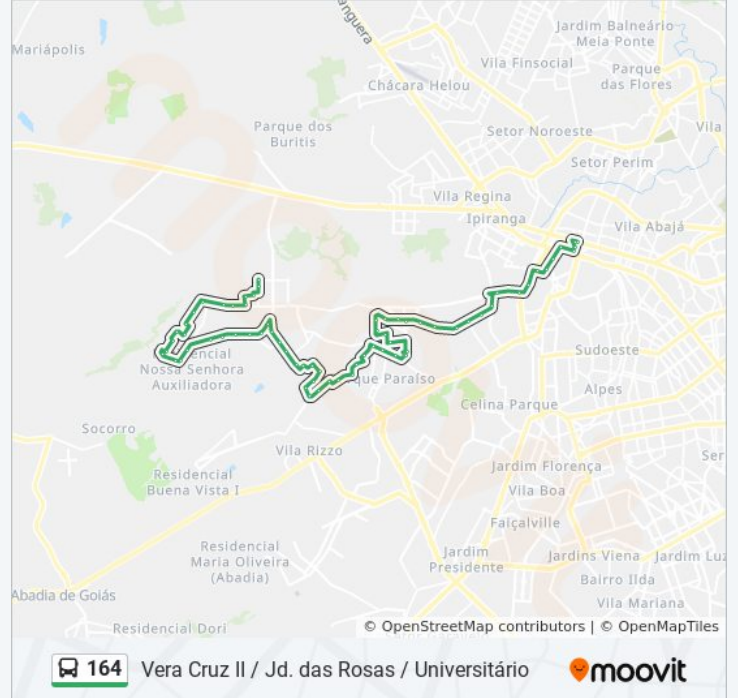 anguera
Jardim Balneário
Meia Ponte
Mariápolis
Vila Finsocial
Parque
das Flores
Chácara Helou
Parque dos
Buritis
Setor Noroeste
Vila
Setor Perim
Vila Regina
Ipiranga
Vila Abajá
encial
Nossa Senhora
Auxiliadora
Sudoeste
que Paraíso
Alpes
Celina Parque
Socorro
Vila Rizzo
Ser
Residencial
Buena Vista I
Jardim Florença
Vila Boa
Faiçalville
Residencial
Maria Oliveira
(Abadia)
Jardim
Presidente
Jardins Viena
Jardim Luz
Bairro Ilda
Abadia de Goiás
Vila Mariana
Residencial Dori
© OpenStreetMap contributors | © OpenMapTiles
164 Vera Cruz II / Jd. das Rosas / Universitário
moovit